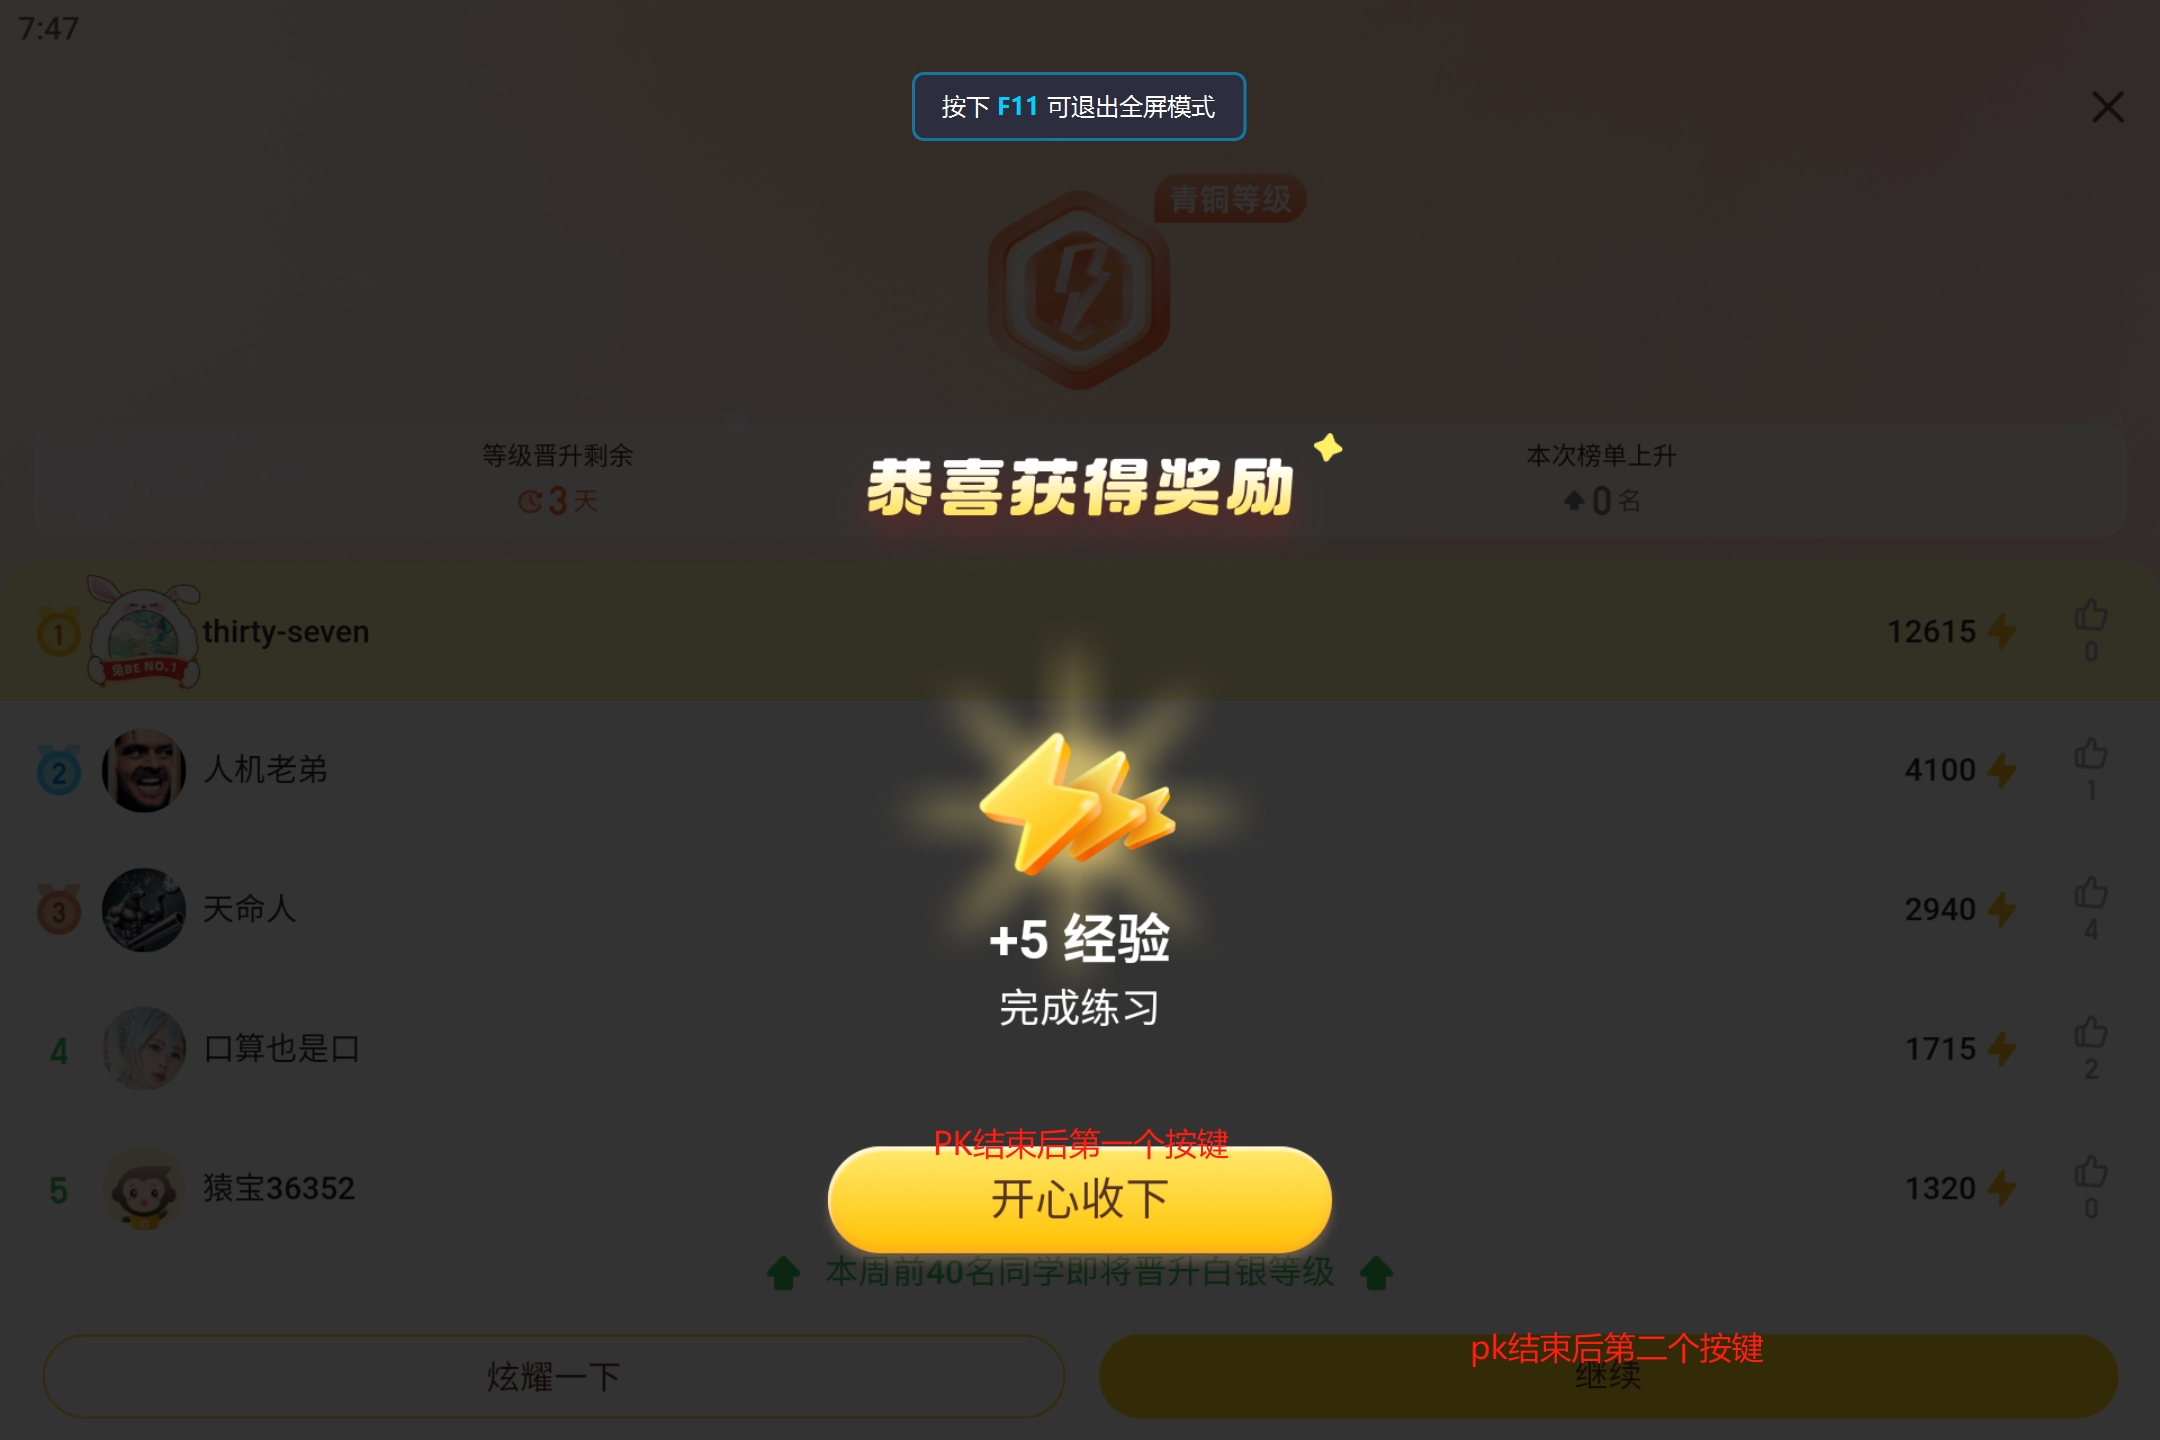 7:47
按下 F11 可退出全屏模式
青铜等级
等级晋升剩余
3 天
本次榜单上升
0 名
恭喜获得奖励
1
兔BE NO.1
thirty-seven
12615
0
2
人机老弟
4100
1
3
天命人
2940
4
+5 经验
完成练习
4
口算也是口
1715
2
PK结束后第一个按键
开心收下
5
猿宝36352
1320
0
本周前40名同学即将晋升白银等级
pk结束后第二个按键
炫耀一下
继续